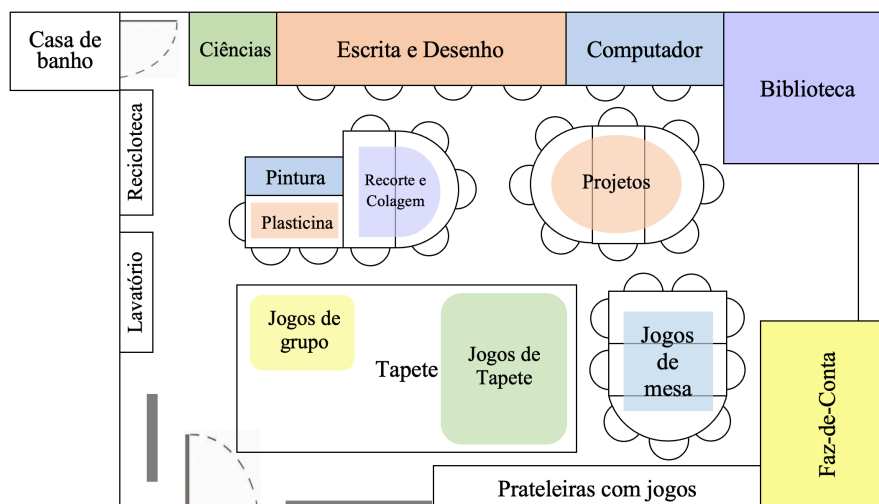 Casa de
banho
Ciências
Escrita e Desenho
Computador
Biblioteca
Recicloteca
Pintura
Plasticina
Recorte e
Colagem
Projetos
Lavatório
Jogos de
grupo
Tapete
Jogos de
Tapete
Jogos
de
mesa
Faz-de-Conta
Prateleiras com jogos